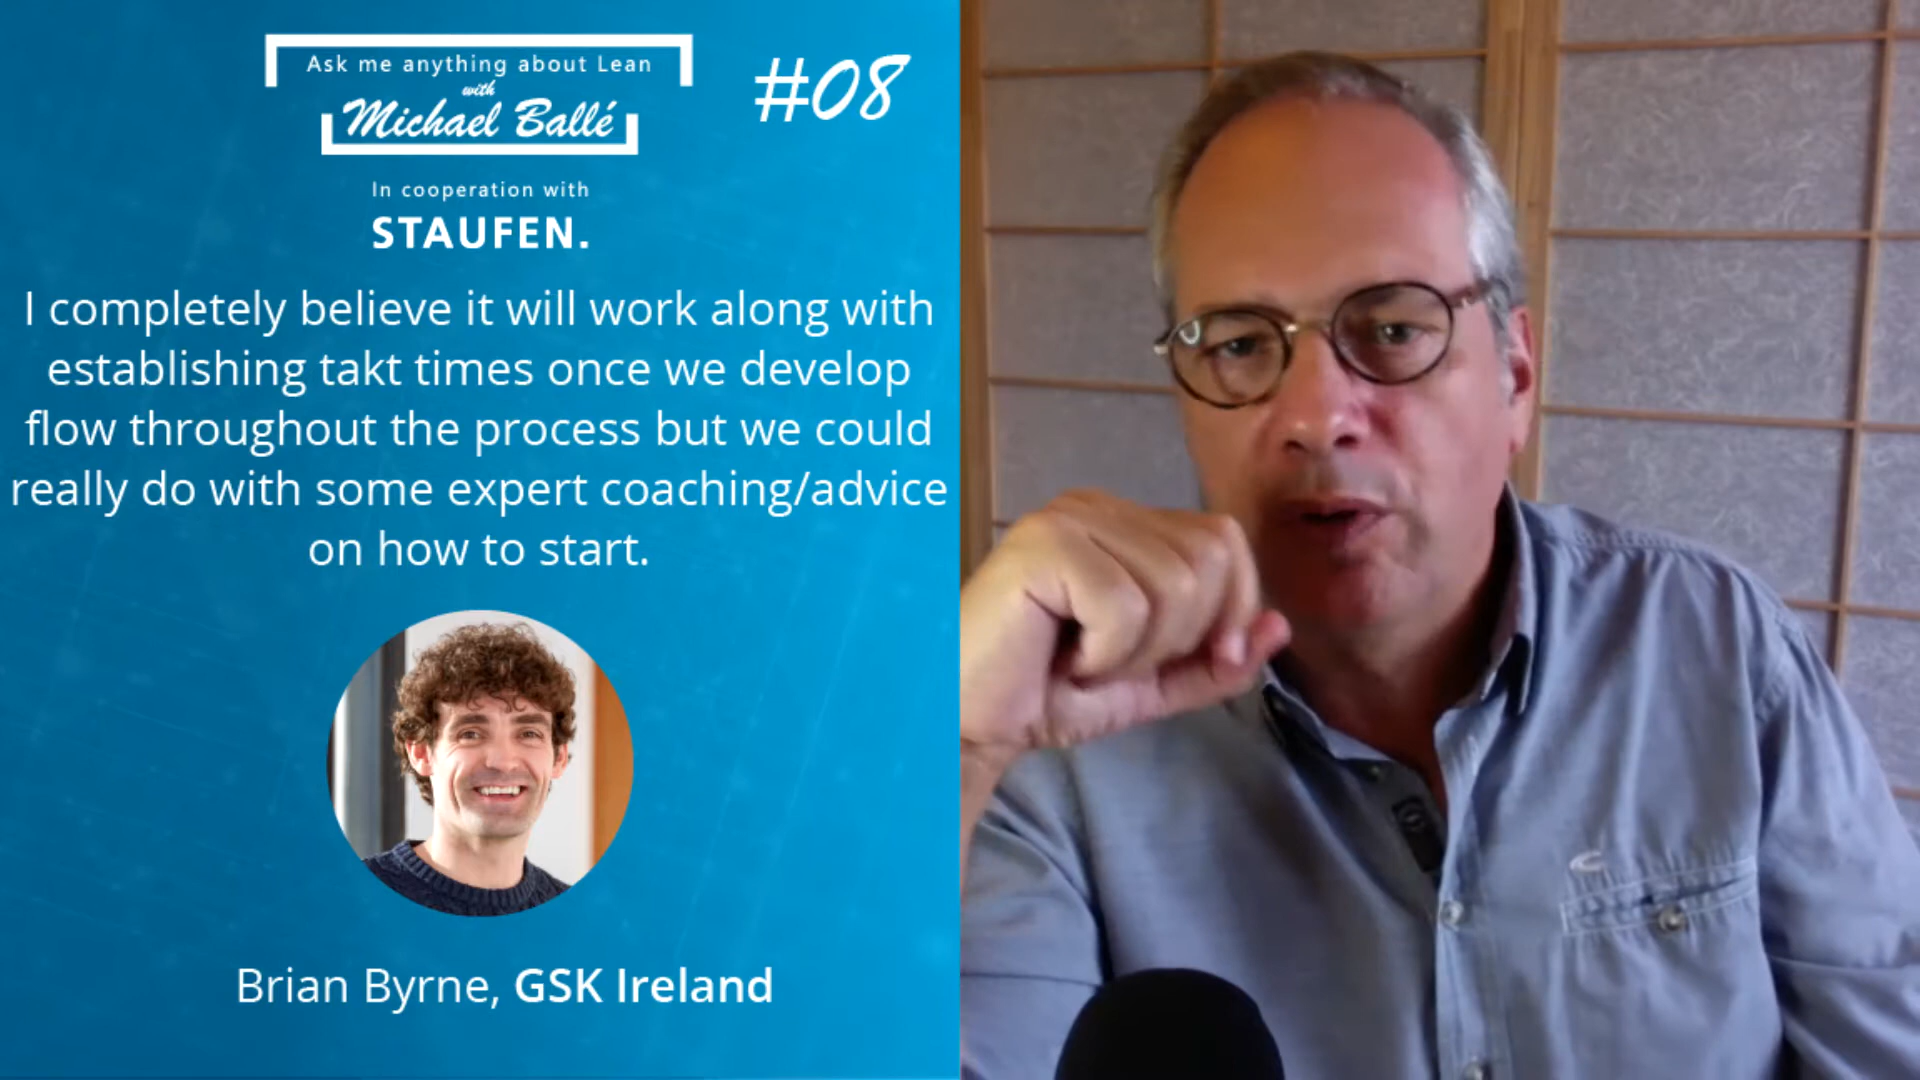 Ask me anything about Lean
with
Michael Ballé
#08
In cooperation with
STAUFEN.
I completely believe it will work along with
establishing takt times once we develop
flow throughout the process but we could
really do with some expert coaching/advice
on how to start.
Brian Byrne, GSK Ireland